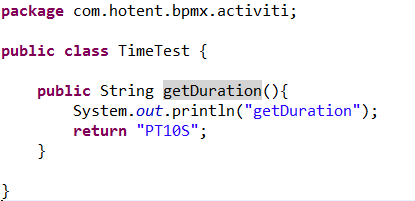 package com.hotent.bpmx.activiti;
public class TimeTest {
public String getDuration(){
System.out.println("getDuration");
return "PT10S";
}
}